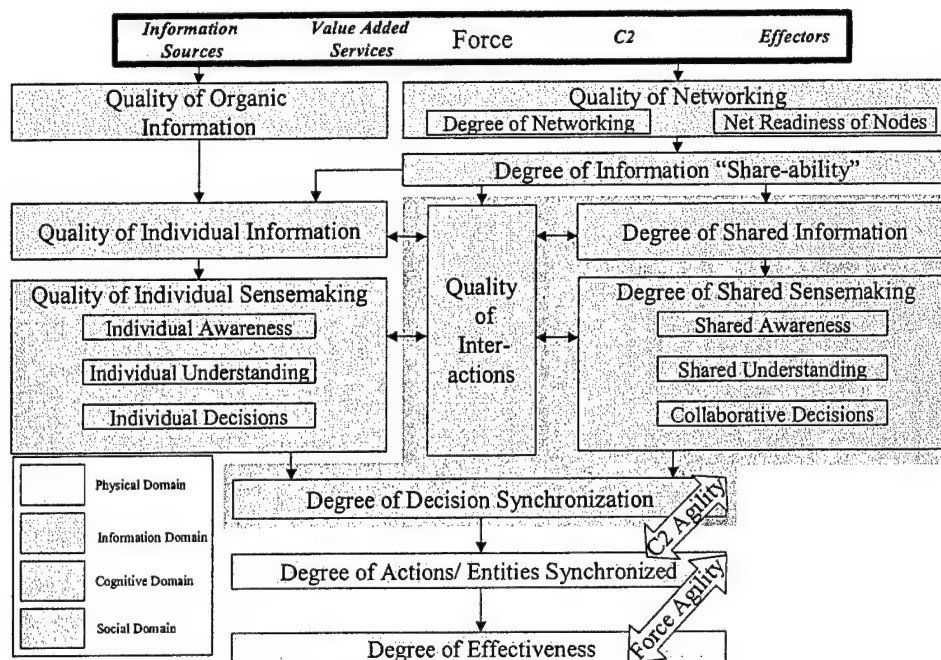 Information Sources
Value Added Services
Force
C2
Effectors
Quality of Organic
Information
Quality of Networking
Degree of Networking
Net Readiness of Nodes
Degree of Information “Share-ability”
Quality of Individual Information
Degree of Shared Information
Quality of Individual Sensemaking
Individual Awareness
Individual Understanding
Individual Decisions
Quality
of
Inter-
actions
Degree of Shared Sensemaking
Shared Awareness
Shared Understanding
Collaborative Decisions
Physical Domain
Information Domain
Cognitive Domain
Social Domain
Degree of Decision Synchronization
C2 Agility
Degree of Actions/ Entities Synchronized
Force Agility
Degree of Effectiveness